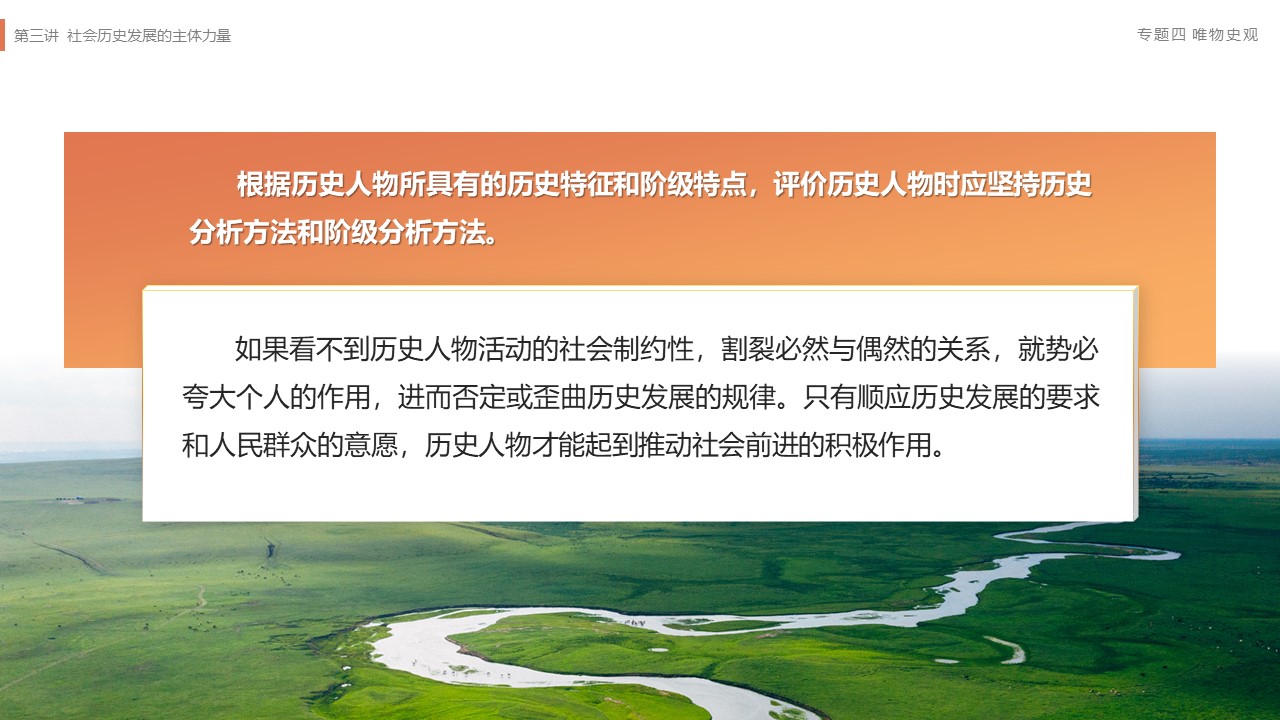 第三讲 社会历史发展的主体力量
专题四 唯物史观
根据历史人物所具有的历史特征和阶级特点，评价历史人物时应坚持历史
分析方法和阶级分析方法。
如果看不到历史人物活动的社会制约性，割裂必然与偶然的关系，就势必
夸大个人的作用，进而否定或歪曲历史发展的规律。只有顺应历史发展的要求
和人民群众的意愿，历史人物才能起到推动社会前进的积极作用。